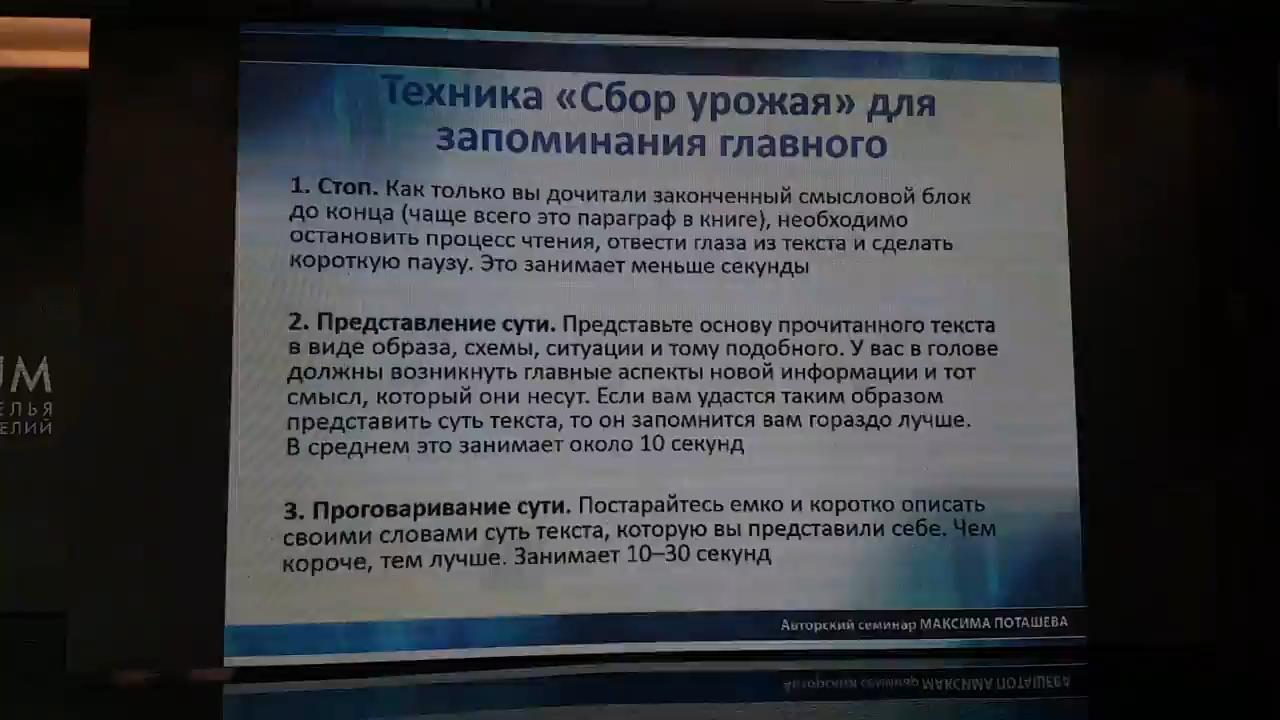 Техника «Сбор урожая» для
запоминания главного
1. Стоп. Как только вы дочитали законченный смысловой блок
до конца (чаще всего это параграф в книге), необходимо
остановить процесс чтения, отвести глаза из текста и сделать
короткую паузу. Это занимает меньше секунды
2. Представление сути. Представьте основу прочитанного текста
в виде образа, схемы, ситуации и тому подобного. У вас в голове
должны возникнуть главные аспекты новой информации и тот
смысл, который они несут. Если вам удастся таким образом
представить суть текста, то он запомнится вам гораздо лучше.
В среднем это занимает около 10 секунд
3. Проговаривание сути. Постарайтесь емко и коротко описать
своими словами суть текста, которую вы представили себе. Чем
короче, тем лучше. Занимает 10–30 секунд
Авторский семинар МАКСИМА ПОТАШЕВА
UM
ЕЛЬЯ
ЕЛИЙ